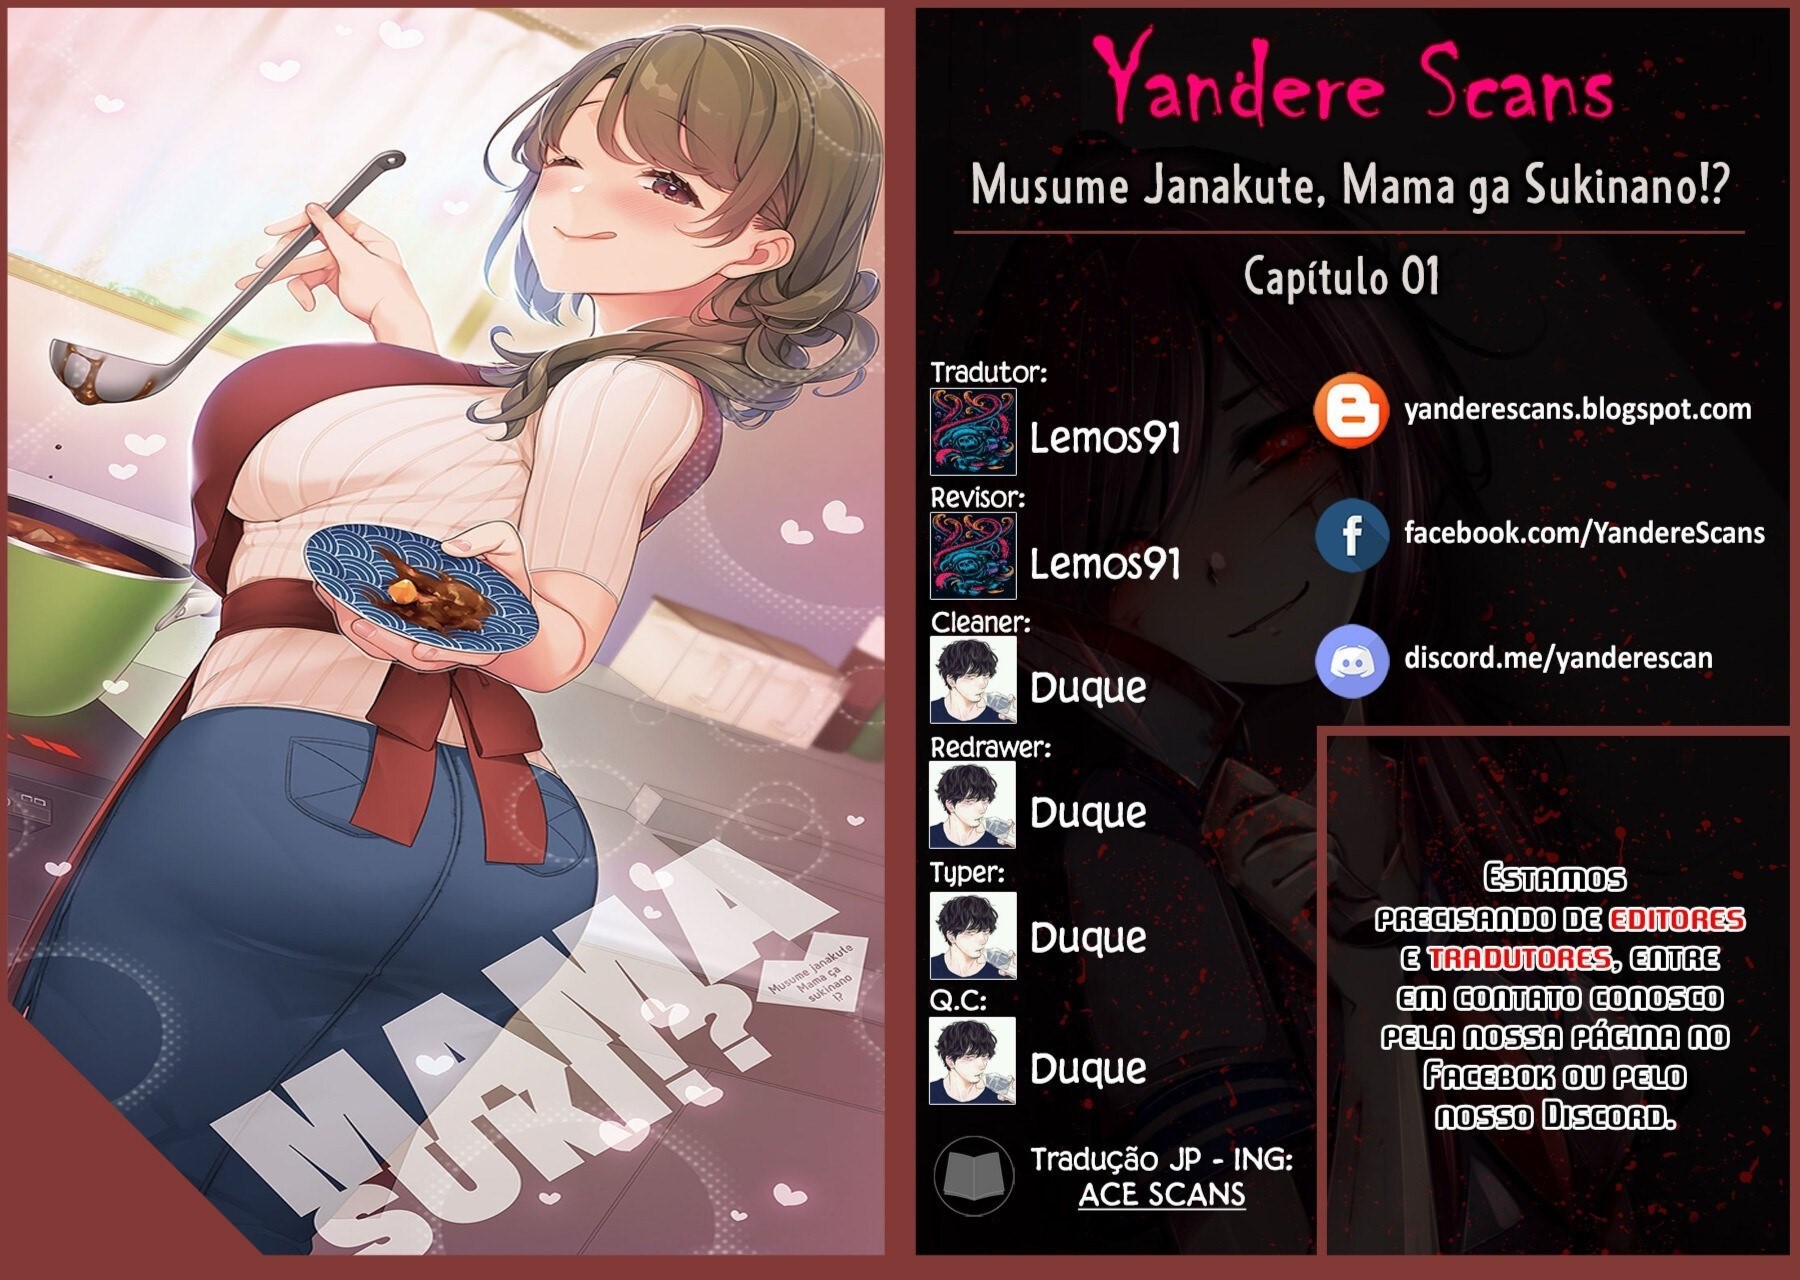 MAMA
SUKI!?
Musume janakute
Mama ga
sukinano
!?
Yandere Scans
Musume Janakute, Mama ga Sukinano!?
Capítulo 01
Tradutor:
Lemos91
Revisor:
Lemos91
Cleaner:
Duque
Redrawer:
Duque
Typer:
Duque
Q.C:
Duque
Tradução JP - ING:
ACE SCANS
yanderescans.blogspot.com
facebook.com/YandereScans
discord.me/yanderescan
Estamos
precisando de editores
e tradutores, entre
em contato conosco
pela nossa página no
Facebok ou pelo
nosso Discord.